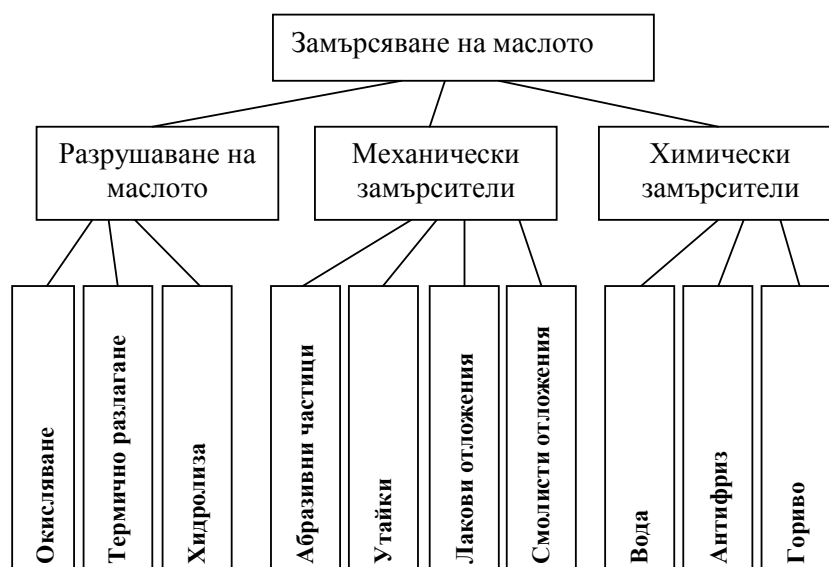 Замърсяване на маслото
Разрушаване на
маслото
Механически
замърсители
Химически
замърсители
Окисляване
Термично разлагане
Хидролиза
Абразивни частици
Утайки
Лакови отложения
Смолисти отложения
Вода
Антифриз
Гориво